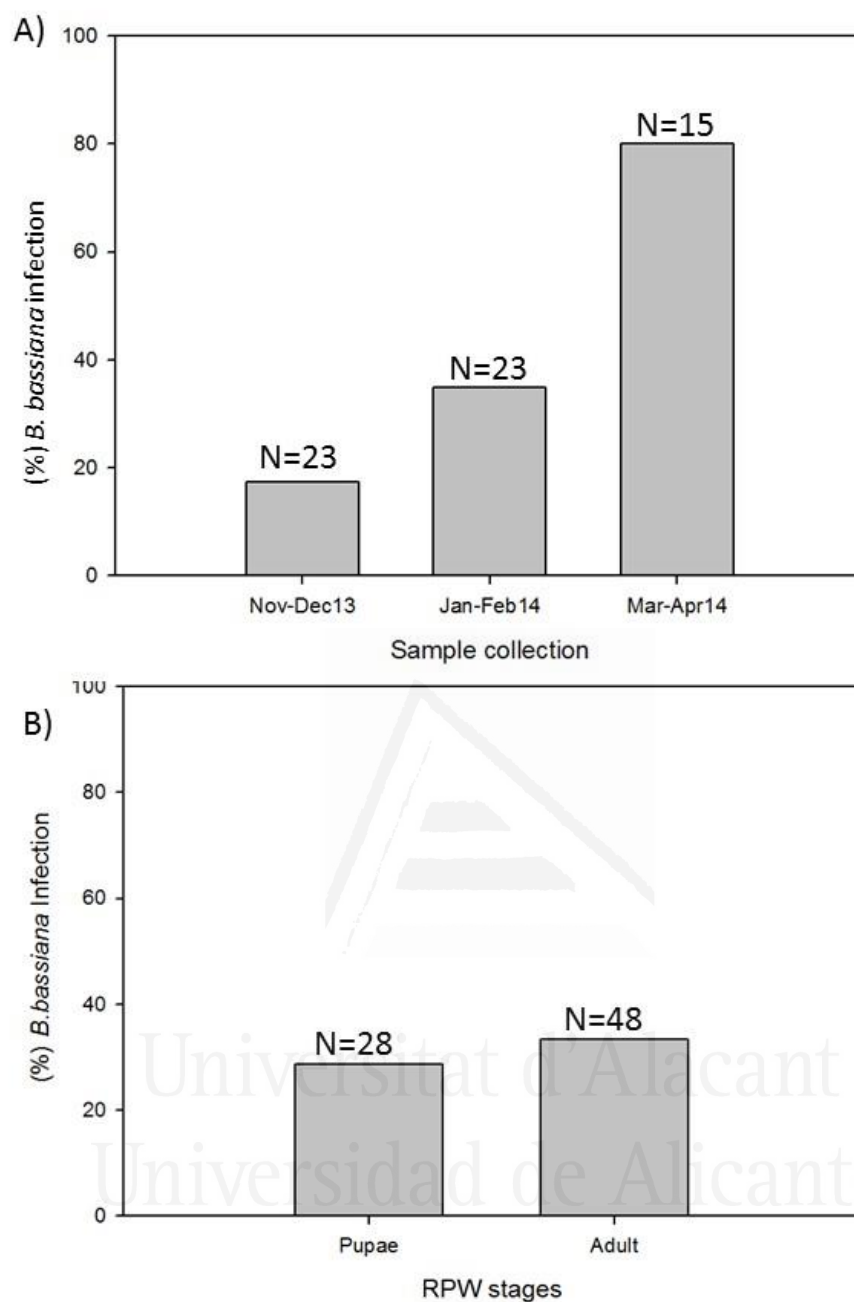 A)
100
80
60
40
20
0
(%) B. bassiana infection
N=23
N=23
N=15
Nov-Dec13
Jan-Feb14
Mar-Apr14
Sample collection
B)
100
80
60
40
20
0
(%) B.bassiana Infection
N=28
N=48
Pupae
Adult
RPW stages
Universitat d'Alacant
Universidad de Alicante